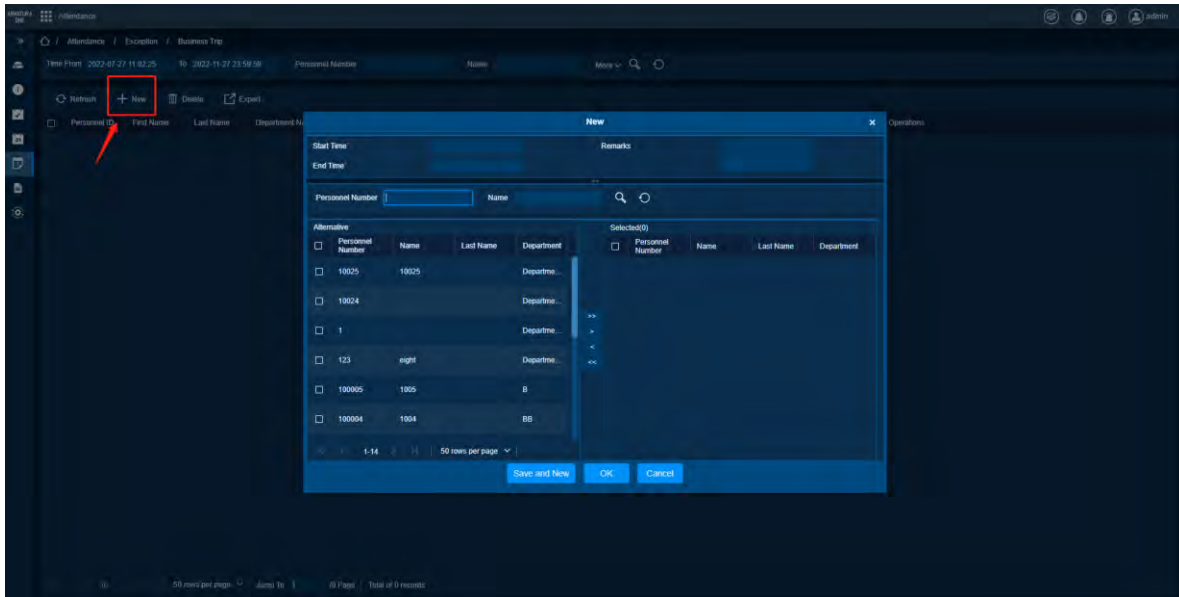 Attendance admin
/ Attendance / Exception / Business Trip
Time From 2022-07-27 11:02:25 To 2022-11-27 23:59:59 Personnel Number Name More
Refresh New Delete Export
Personnel ID First Name Last Name Department Operations
New
Start Time Remarks
End Time
Personnel Number Name
Alternative Selected(0)
Personnel Number Name Last Name Department Personnel Number Name Last Name Department
10025 10025 Departme...
10024 Departme...
1 Departme...
123 eight Departme...
100005 1005 B
100004 1004 BB
>>
>
<
<<
1-14 50 rows per page
Save and New OK Cancel
50 rows per page Jump To 1 /0 Page Total of 0 records